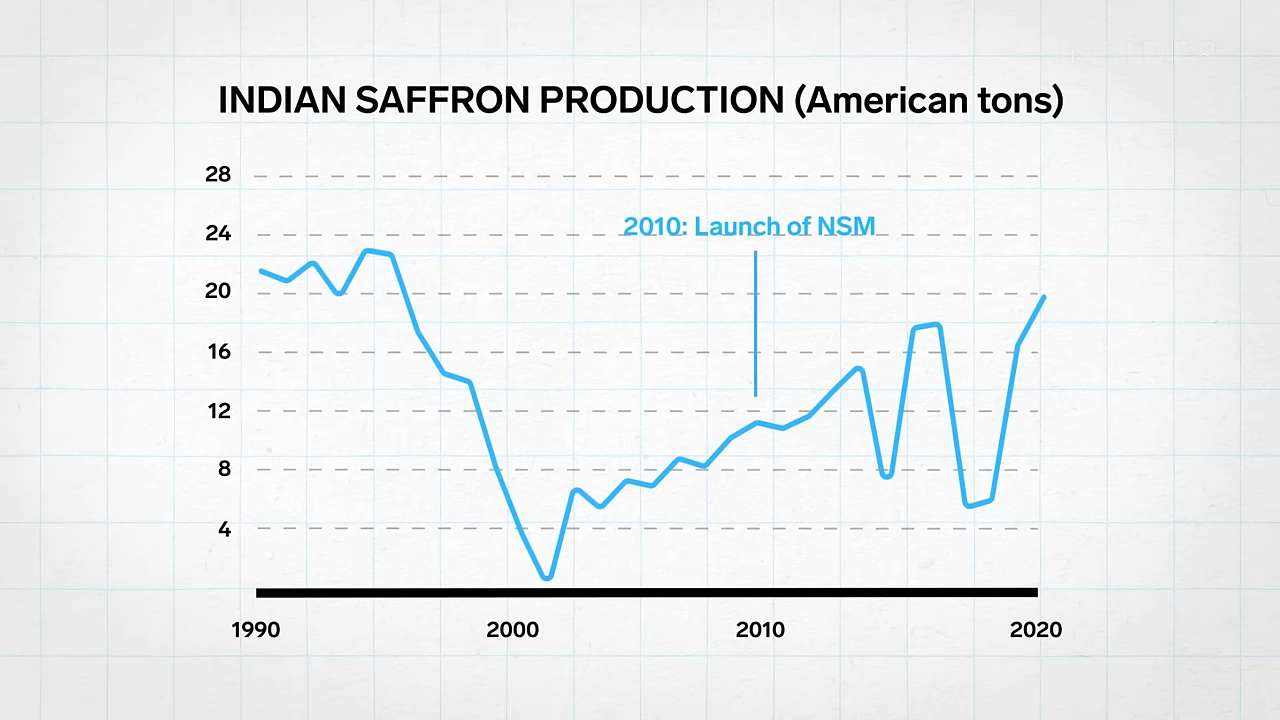 INDIAN SAFFRON PRODUCTION (American tons)
28
2010: Launch of NSM
24
20
16
12
8
4
1990 2000 2010 2020